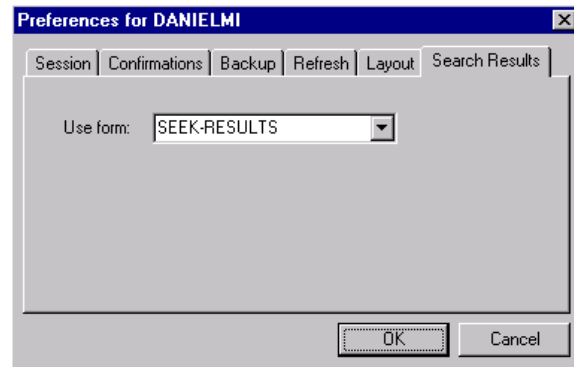 Preferences for DANIELMI
Session Confirmations Backup Refresh Layout Search Results
Use form: SEEK-RESULTS
OK Cancel